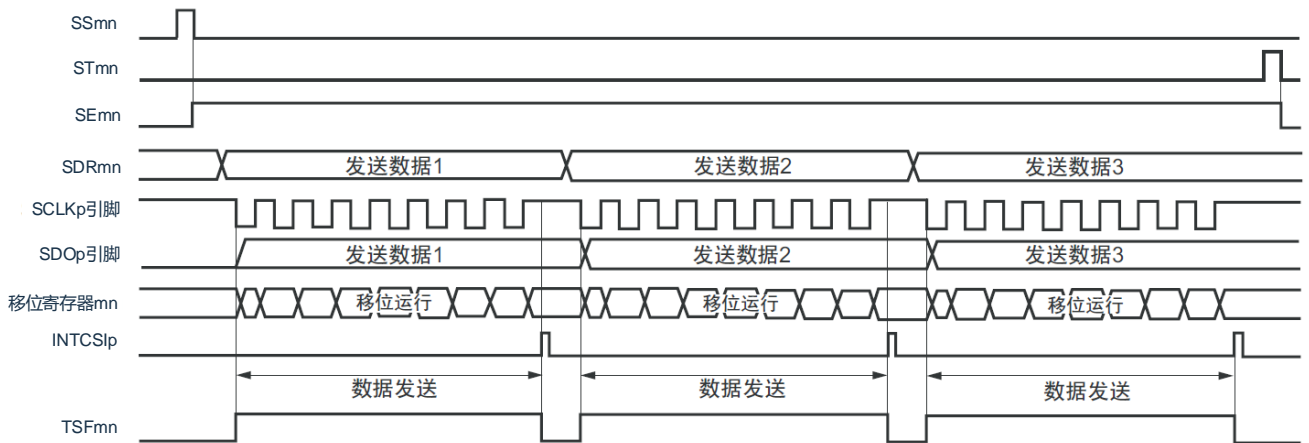 SSmn
STmn
SEmn
SDRmn 发送数据1 发送数据2 发送数据3
SCLKp引脚
SDOp引脚 发送数据1 发送数据2 发送数据3
移位寄存器mn 移位运行 移位运行 移位运行
INTCSIp
数据发送 数据发送 数据发送
TSFmn